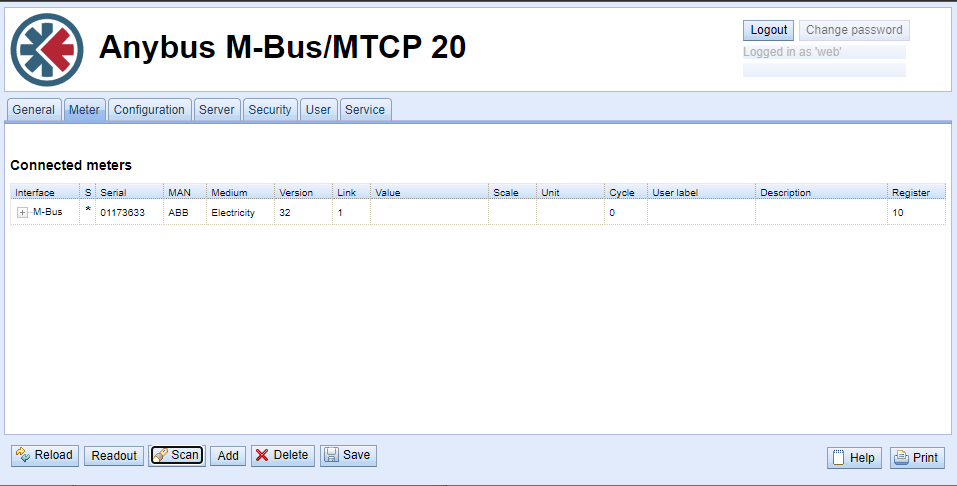 Anybus M-Bus/MTCP 20
Logout Change password
Logged in as 'web'
General Meter Configuration Server Security User Service
Connected meters
Interface S Serial MAN Medium Version Link Value Scale Unit Cycle User label Description Register
M-Bus * 01173633 ABB Electricity 32 1 0 10
Reload Readout Scan Add Delete Save Help Print